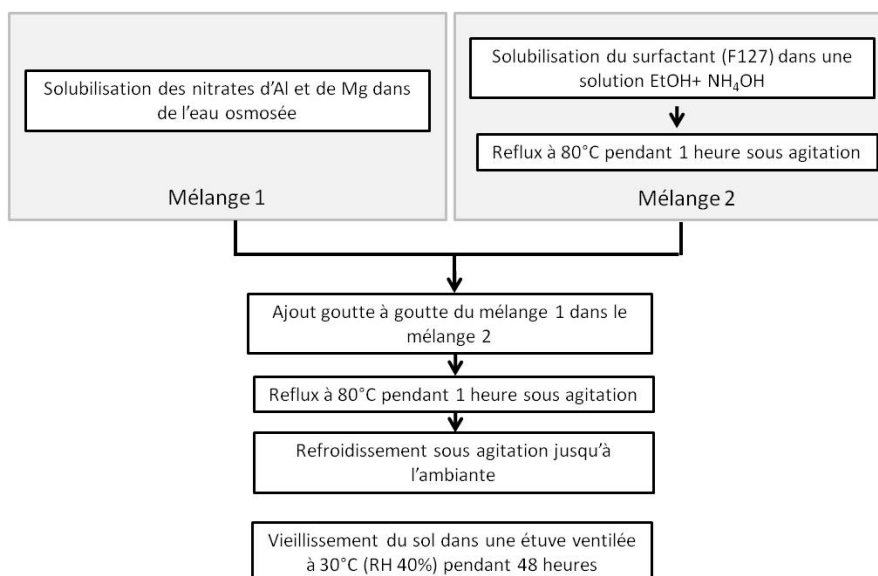 Solubilisation des nitrates d'Al et de Mg dans
de l'eau osmosée
Mélange 1
Solubilisation du surfactant (F127) dans une
solution EtOH+ NH₄OH
Reflux à 80°C pendant 1 heure sous agitation
Mélange 2
Ajout goutte à goutte du mélange 1 dans le
mélange 2
Reflux à 80°C pendant 1 heure sous agitation
Refroidissement sous agitation jusqu'à
l'ambiante
Vieillissement du sol dans une étuve ventilée
à 30°C (RH 40%) pendant 48 heures